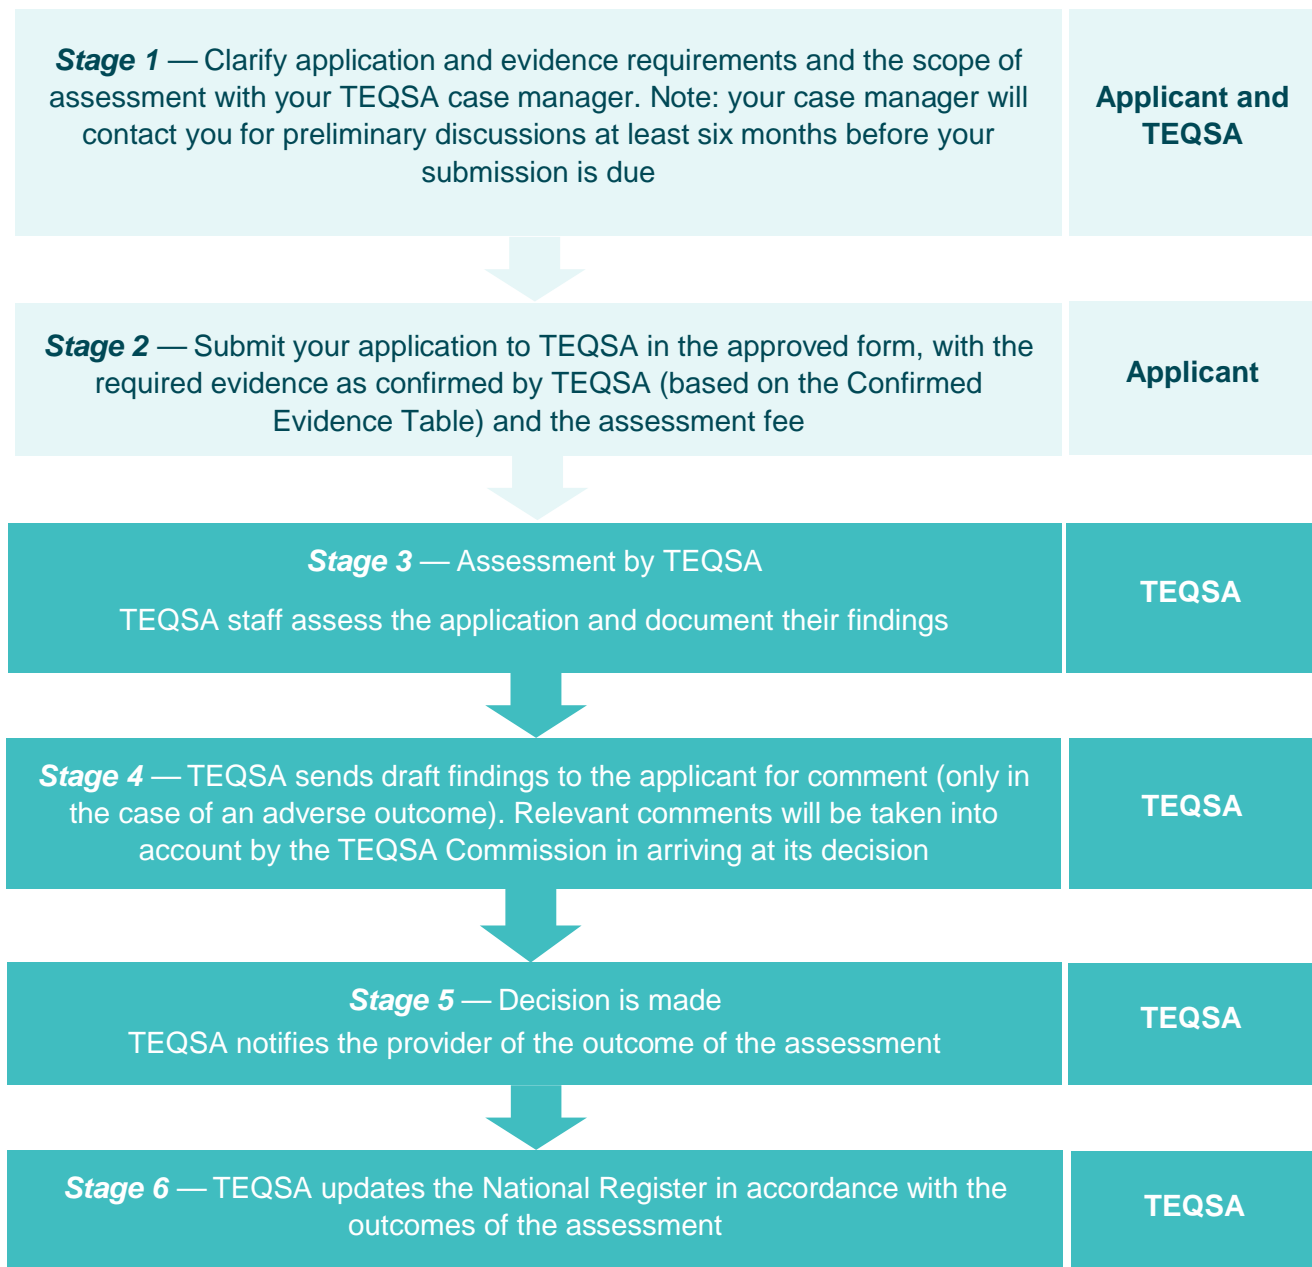 Stage 1 — Clarify application and evidence requirements and the scope of
assessment with your TEQSA case manager. Note: your case manager will
contact you for preliminary discussions at least six months before your
submission is due
Applicant and
TEQSA
Stage 2 — Submit your application to TEQSA in the approved form, with the
required evidence as confirmed by TEQSA (based on the Confirmed
Evidence Table) and the assessment fee
Applicant
Stage 3 — Assessment by TEQSA
TEQSA staff assess the application and document their findings
TEQSA
Stage 4 — TEQSA sends draft findings to the applicant for comment (only in
the case of an adverse outcome). Relevant comments will be taken into
account by the TEQSA Commission in arriving at its decision
TEQSA
Stage 5 — Decision is made
TEQSA notifies the provider of the outcome of the assessment
TEQSA
Stage 6 — TEQSA updates the National Register in accordance with the
outcomes of the assessment
TEQSA